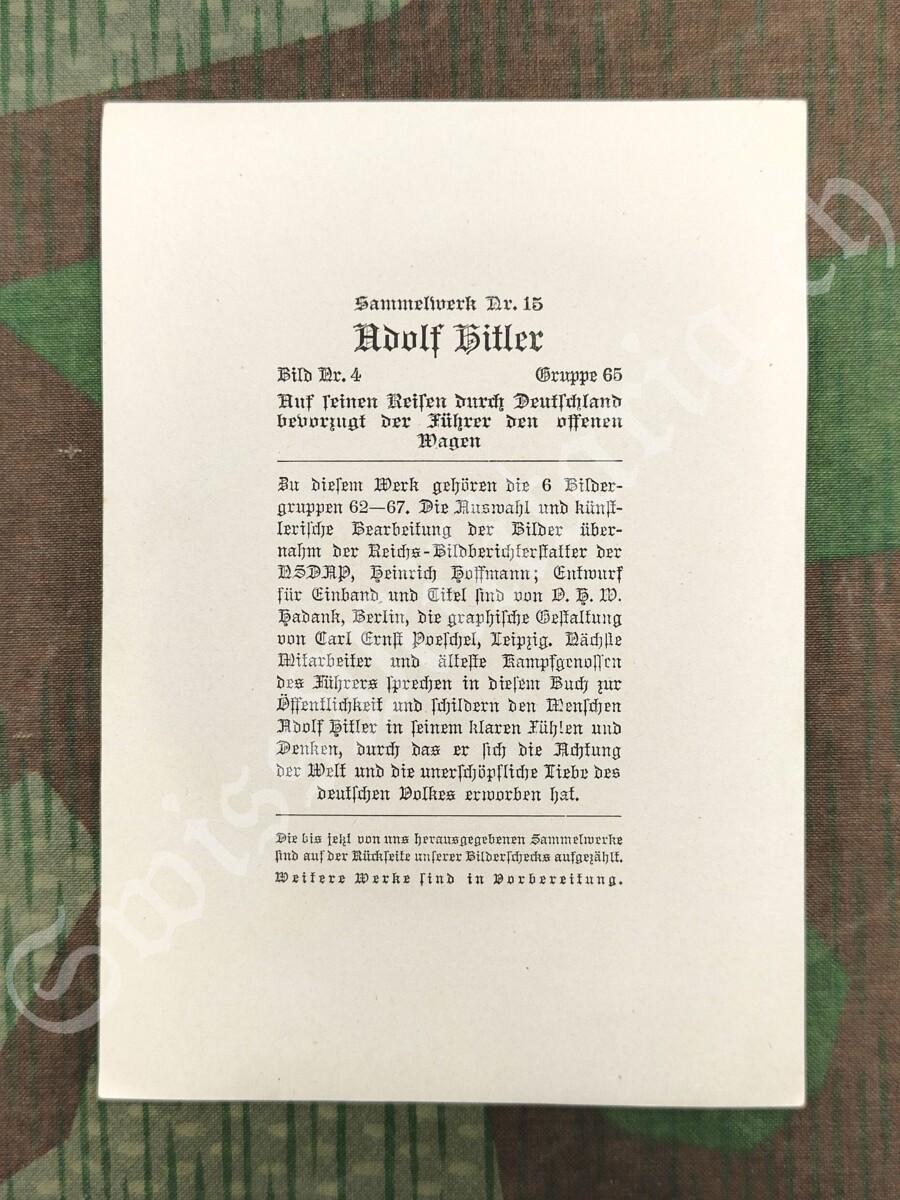 Sammelwerk Nr. 15
Adolf Hitler
Bild Nr. 4 Gruppe 65
Auf seinen Reisen durch Deutschland
bevorzugt der Führer den offenen
Wagen
Zu diesem Werk gehören die 6 Bilder-
gruppen 62—67. Die Auswahl und künst-
lerische Bearbeitung der Bilder über-
nahm der Reichs-Bildberichterstatter der
NSDAP, Heinrich Hoffmann; Entwurf
für Einband und Titel sind von O. H. W.
Hadank, Berlin, die graphische Gestaltung
von Carl Ernst Poeschel, Leipzig. Nächste
Mitarbeiter und älteste Kampfgenossen
des Führers sprechen in diesem Buch zur
Öffentlichkeit und schildern den Menschen
Adolf Hitler in seinem klaren Fühlen und
Denken, durch das er sich die Achtung
der Welt und die unerschöpfliche Liebe des
deutschen Volkes erworben hat.
Die bis jetzt von uns herausgegebenen Sammelwerke
sind auf der Rückseite unserer Bilderschecks aufgezählt.
Weitere Werke sind in Vorbereitung.